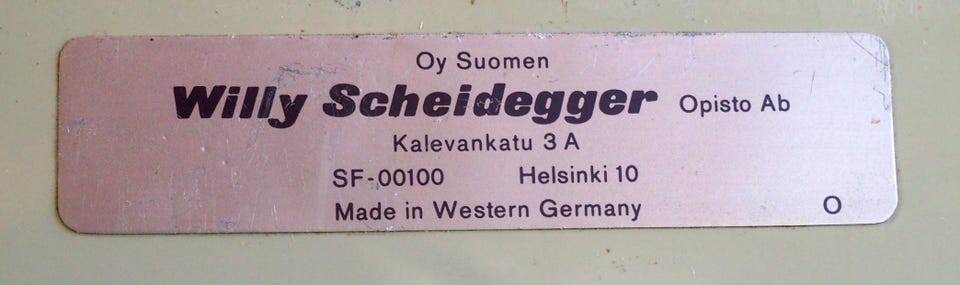 Oy Suomen
Willy Scheidegger Opisto Ab
Kalevankatu 3 A
SF-00100 Helsinki 10
Made in Western Germany O